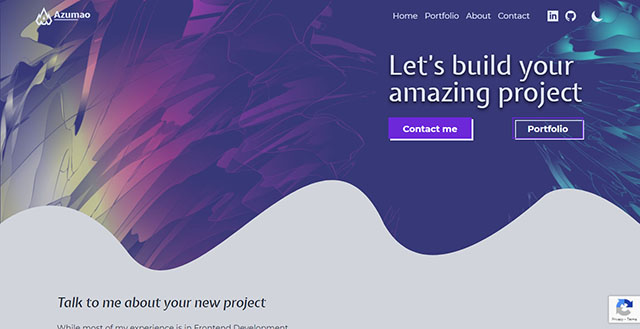 Azumao
Home Portfolio About Contact
Let's build your
amazing project
Contact me
Portfolio
Talk to me about your new project
While most of my experience is in Frontend Development
Privacy - Terms